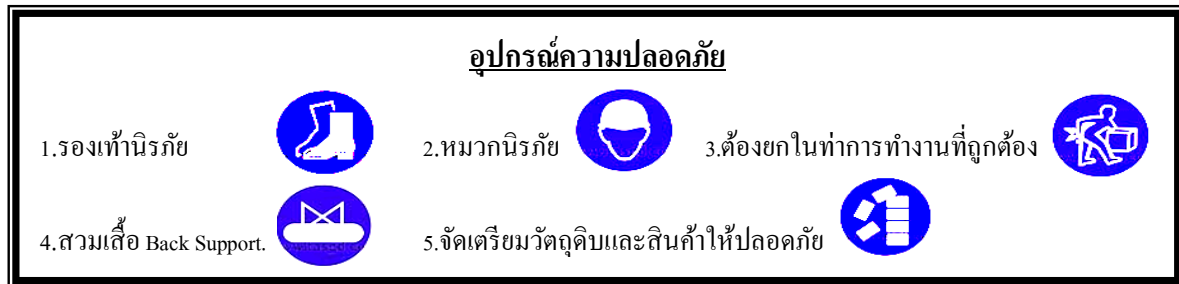 อุปกรณ์ความปลอดภัย
1.รองเท้านิรภัย 2.หมวกนิรภัย 3.ต้องยกในท่าการทำงานที่ถูกต้อง
4.สวมเสื้อ Back Support. 5.จัดเตรียมวัตถุดิบและสินค้าให้ปลอดภัย